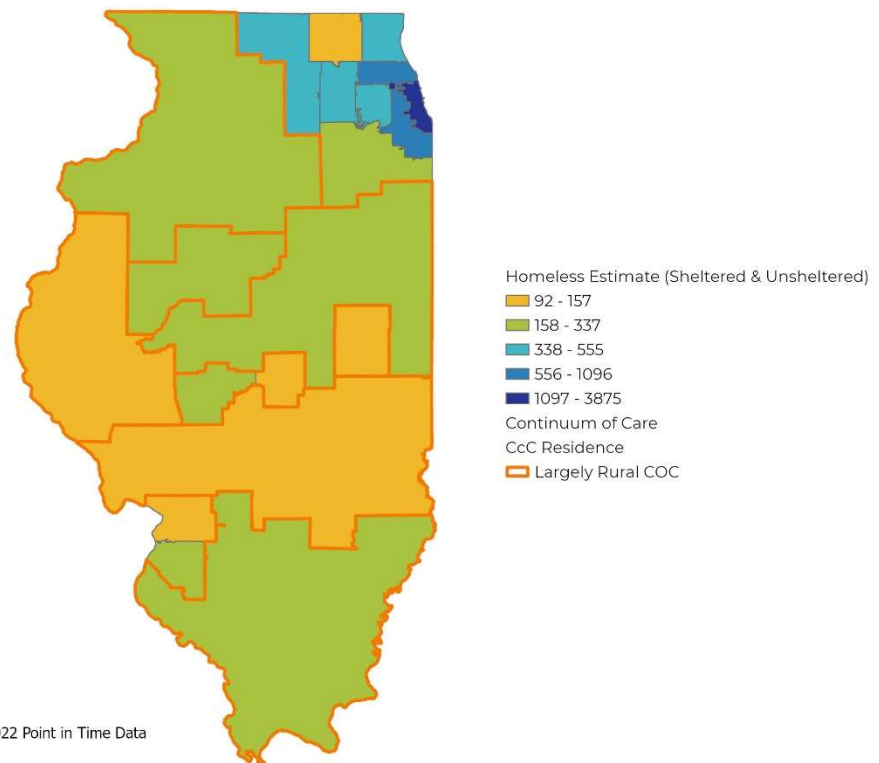 Homeless Estimate (Sheltered & Unsheltered)
92 - 157
158 - 337
338 - 555
556 - 1096
1097 - 3875
Continuum of Care
CcC Residence
Largely Rural COC
22 Point in Time Data